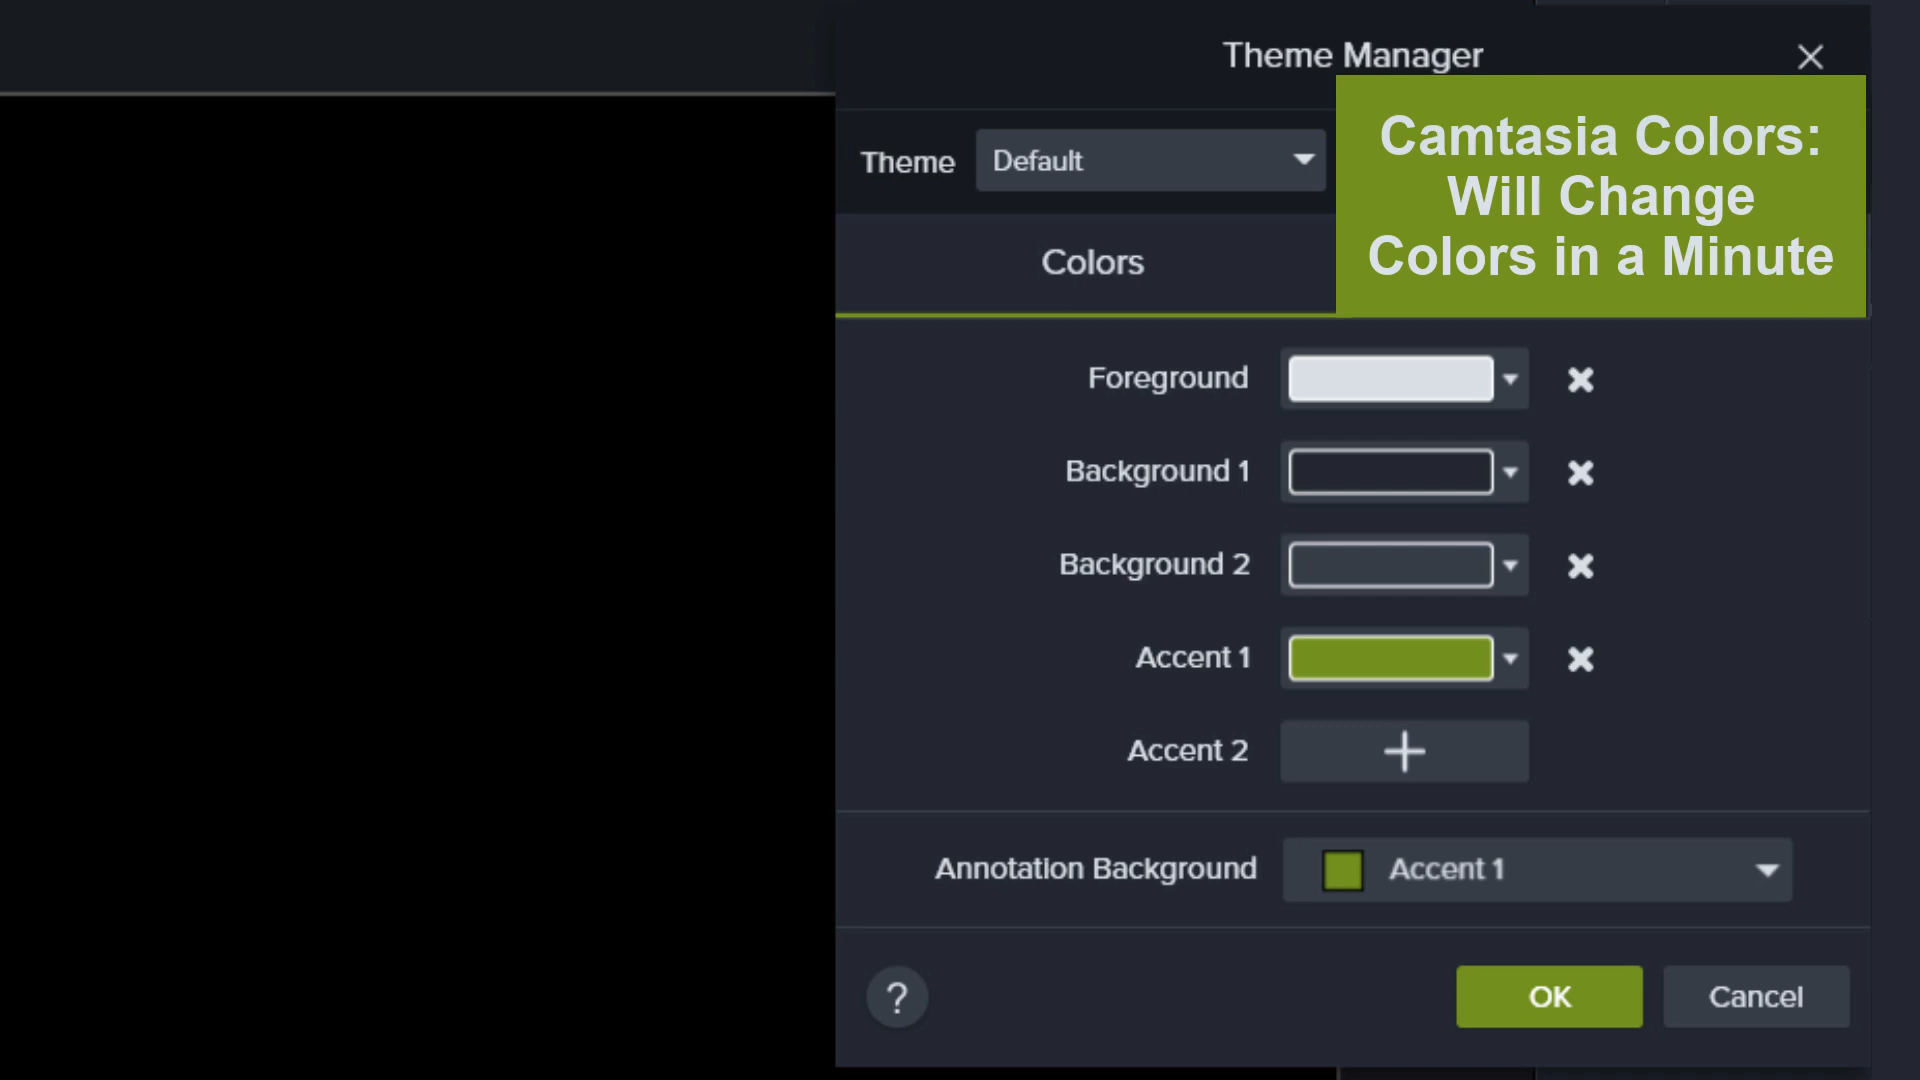 Theme Manager
Theme
Default
Camtasia Colors:
Will Change
Colors in a Minute
Colors
Foreground
Background 1
Background 2
Accent 1
Accent 2
Annotation Background
Accent 1
?
OK
Cancel